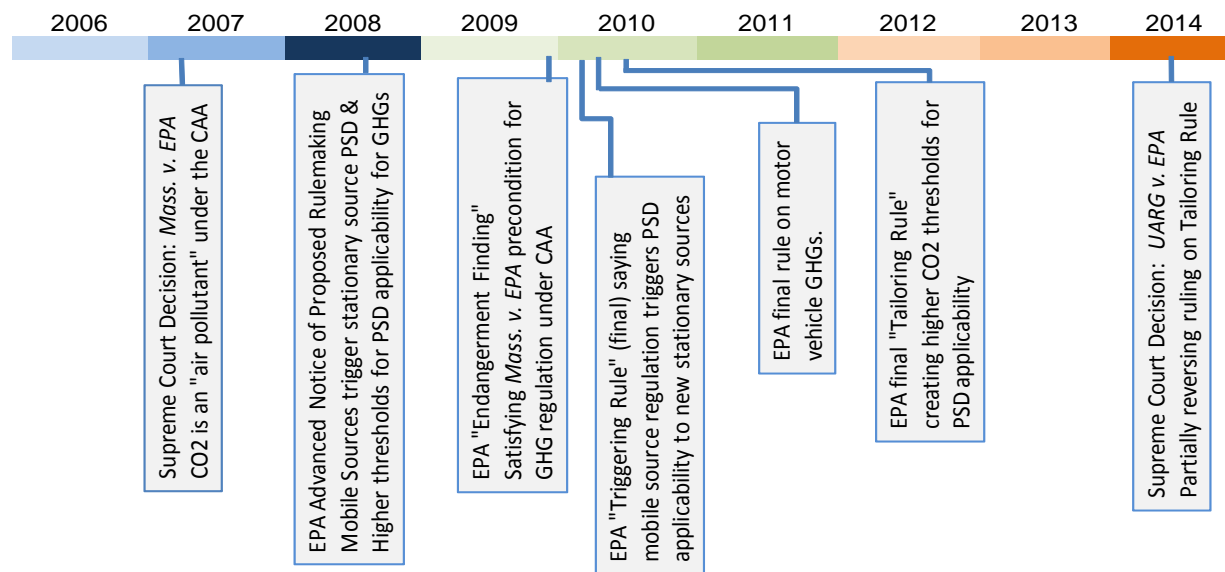 2006 2007 2008 2009 2010 2011 2012 2013 2014
Supreme Court Decision: Mass. v. EPA
CO2 is an "air pollutant" under the CAA
EPA Advanced Notice of Proposed Rulemaking
Mobile Sources trigger stationary source PSD &
Higher thresholds for PSD applicability for GHGs
EPA "Endangerment Finding"
Satisfying Mass. v. EPA precondition for
GHG regulation under CAA
EPA "Triggering Rule" (final) saying
mobile source regulation triggers PSD
applicability to new stationary sources
EPA final rule on motor
vehicle GHGs.
EPA final "Tailoring Rule"
creating higher CO2 thresholds for
PSD applicability
Supreme Court Decision: UARG v. EPA
Partially reversing ruling on Tailoring Rule